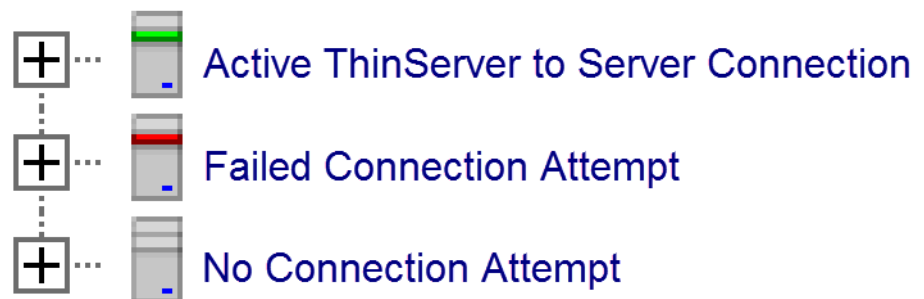 Active ThinServer to Server Connection
Failed Connection Attempt
No Connection Attempt